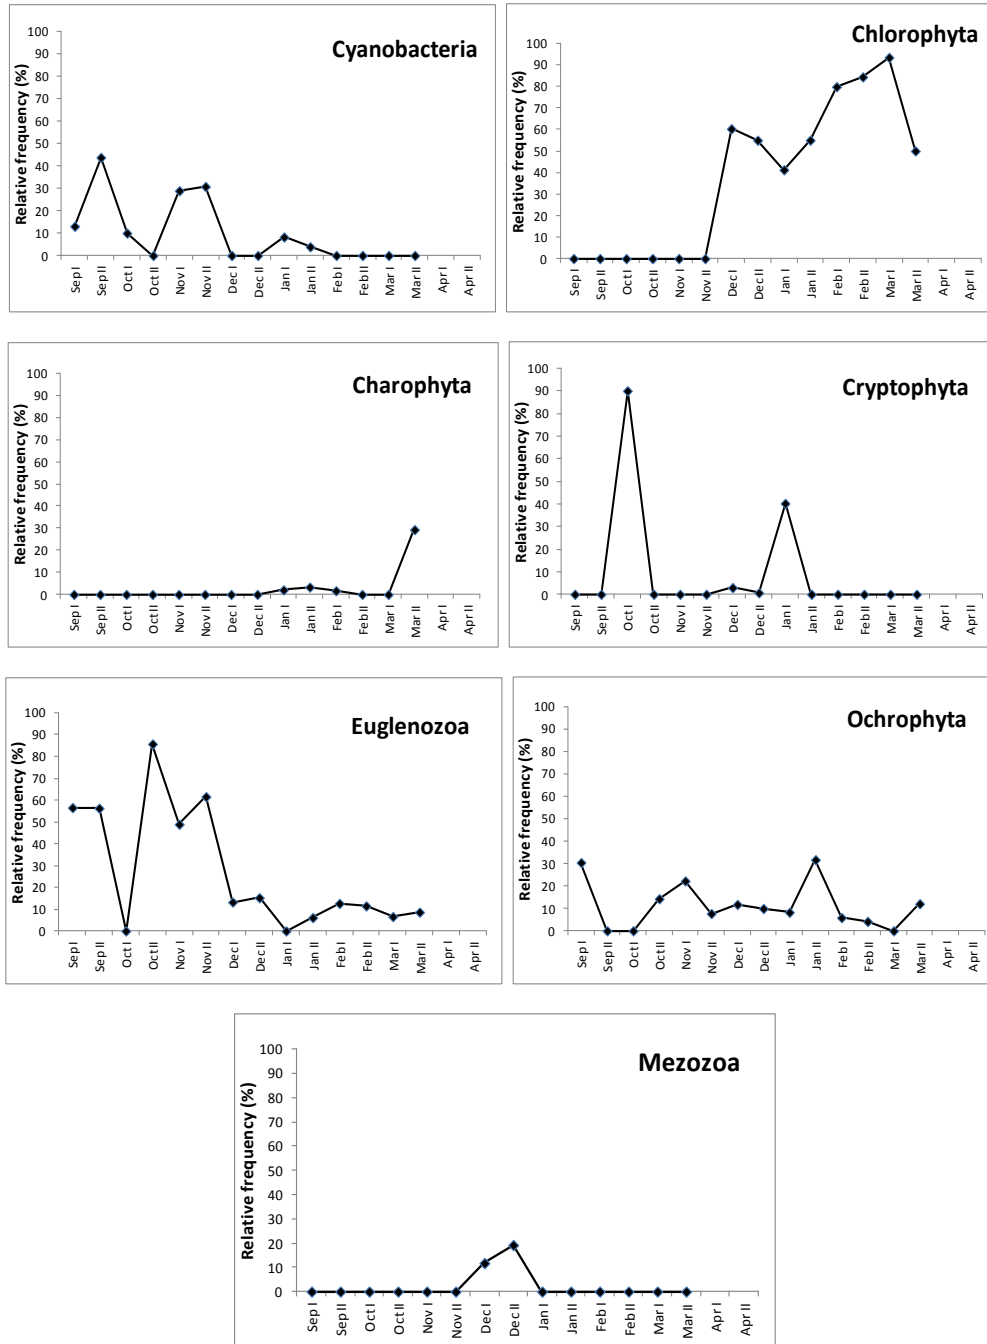 Cyanobacteria
Relative frequency (%)
100
90
80
70
60
50
40
30
20
10
0
Sep I
Sep II
Oct I
Oct II
Nov I
Nov II
Dec I
Dec II
Jan I
Jan II
Feb I
Feb II
Mar I
Mar II
Apr I
Apr II
Chlorophyta
Relative frequency (%)
100
90
80
70
60
50
40
30
20
10
0
Sep I
Sep II
Oct I
Oct II
Nov I
Nov II
Dec I
Dec II
Jan I
Jan II
Feb I
Feb II
Mar I
Mar II
Apr I
Apr II
Charophyta
Relative frequency (%)
100
90
80
70
60
50
40
30
20
10
0
Sep I
Sep II
Oct I
Oct II
Nov I
Nov II
Dec I
Dec II
Jan I
Jan II
Feb I
Feb II
Mar I
Mar II
Apr I
Apr II
Cryptophyta
Relative frequency (%)
100
90
80
70
60
50
40
30
20
10
0
Sep I
Sep II
Oct I
Oct II
Nov I
Nov II
Dec I
Dec II
Jan I
Jan II
Feb I
Feb II
Mar I
Mar II
Apr I
Apr II
Euglenozoa
Relative frequency (%)
100
90
80
70
60
50
40
30
20
10
0
Sep I
Sep II
Oct I
Oct II
Nov I
Nov II
Dec I
Dec II
Jan I
Jan II
Feb I
Feb II
Mar I
Mar II
Apr I
Apr II
Ochrophyta
Relative frequency (%)
100
90
80
70
60
50
40
30
20
10
0
Sep I
Sep II
Oct I
Oct II
Nov I
Nov II
Dec I
Dec II
Jan I
Jan II
Feb I
Feb II
Mar I
Mar II
Apr I
Apr II
Mezozoa
Relative frequency (%)
100
90
80
70
60
50
40
30
20
10
0
Sep I
Sep II
Oct I
Oct II
Nov I
Nov II
Dec I
Dec II
Jan I
Jan II
Feb I
Feb II
Mar I
Mar II
Apr I
Apr II